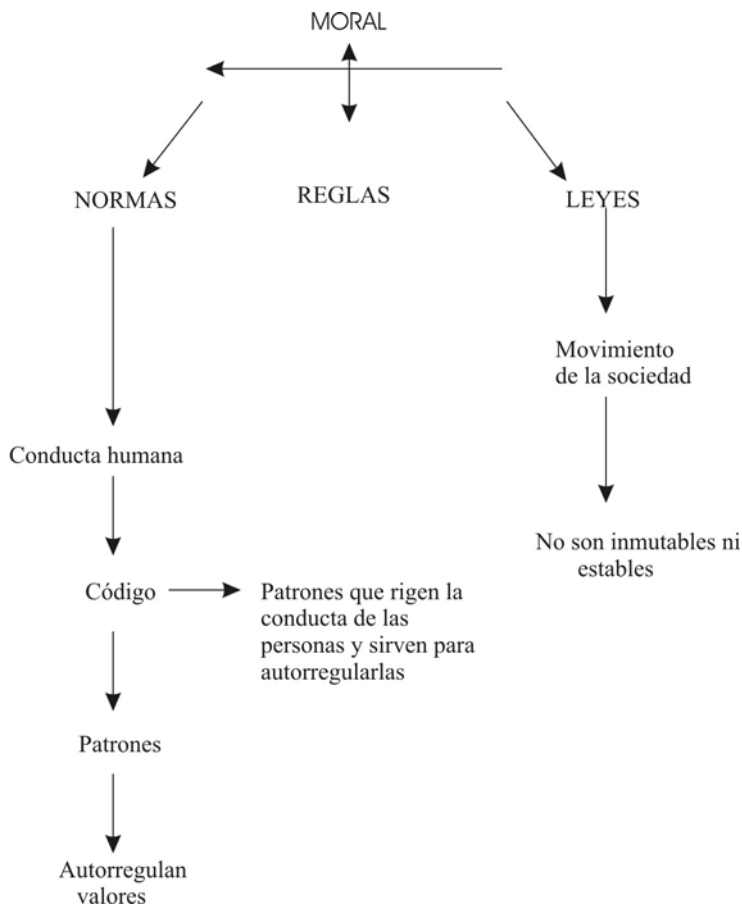 MORAL
NORMAS
REGLAS
LEYES
Movimiento
de la sociedad
Conducta humana
No son inmutables ni
estables
Código
Patrones que rigen la
conducta de las
personas y sirven para
autorregularlas
Patrones
Autorregulan
valores